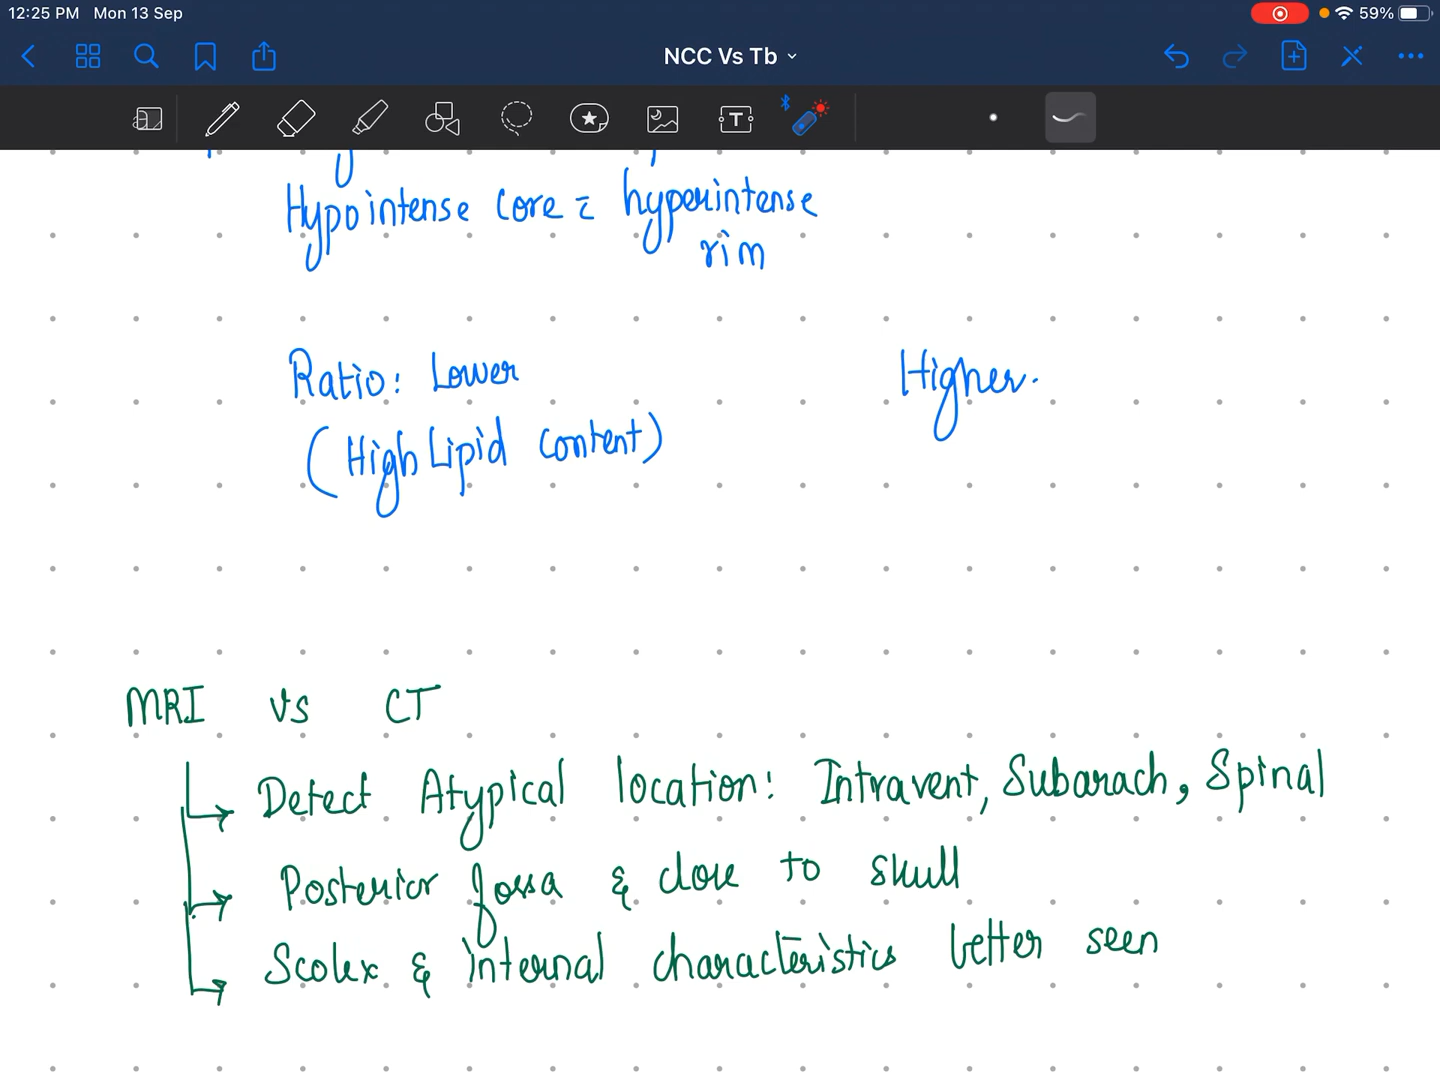 12:25 PM Mon 13 Sep
59%
NCC Vs Tb
T
Hypointense core c̄ hyperintense
rim
Ratio: Lower
Higher.
(High Lipid content)
MRI vs CT
Detect Atypical location: Intravent, Subarach, Spinal
Posterior fossa & close to skull
Scolex & internal characteristics better seen